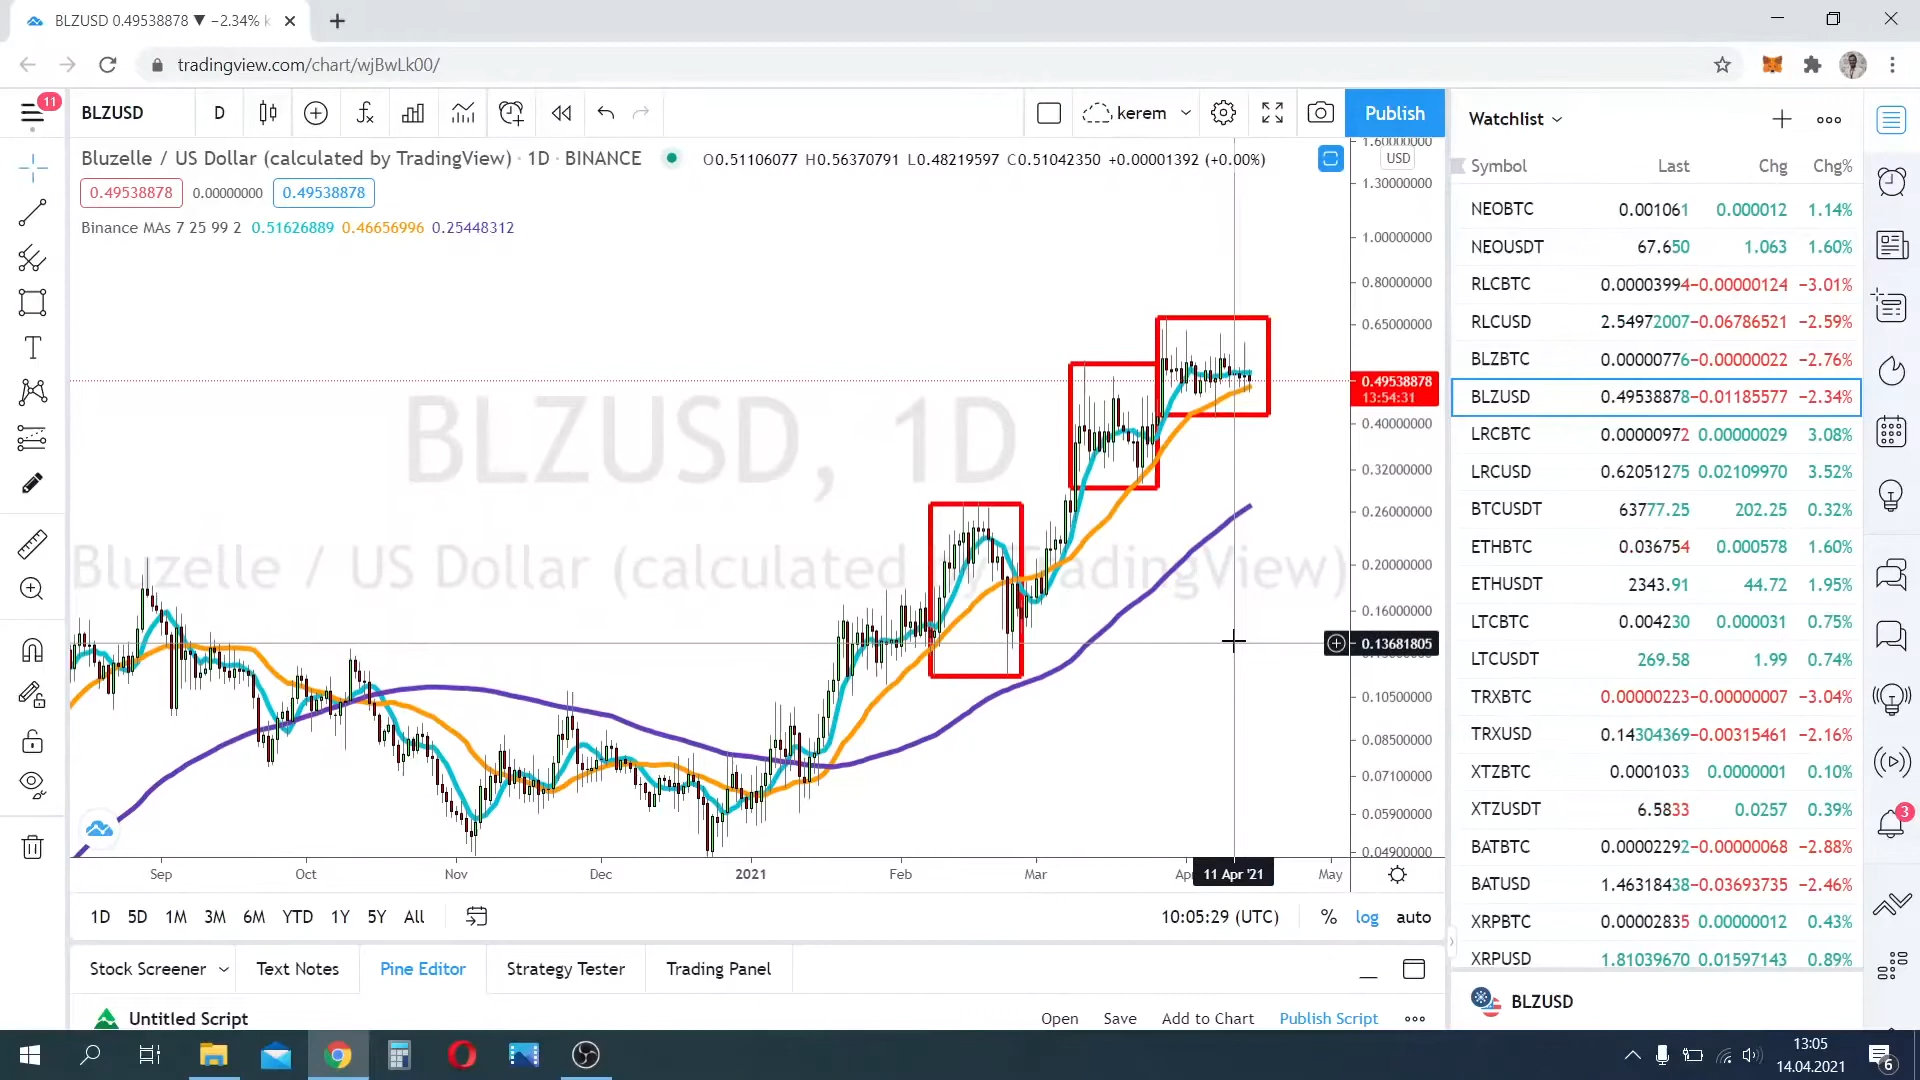 BLZUSD 0.49538878 ▼ −2.34%
tradingview.com/chart/wjBwLk00/
11
BLZUSD D kerem Publish
Bluzelle / US Dollar (calculated by TradingView) · 1D · BINANCE O0.51106077 H0.56370791 L0.48219597 C0.51042350 +0.00001392 (+0.00%)
0.49538878 0.00000000 0.49538878
Binance MAs 7 25 99 2 0.51626889 0.46656996 0.25448312
BLZUSD, 1D
Bluzelle / US Dollar (calculated by TradingView)
1.60000000
USD
1.30000000
1.00000000
0.80000000
0.65000000
0.49538878
13:54:31
0.40000000
0.32000000
0.26000000
0.20000000
0.16000000
0.13681805
0.10500000
0.08500000
0.07100000
0.05900000
0.04900000
Sep Oct Nov Dec 2021 Feb Mar 11 Apr '21 May
1D 5D 1M 3M 6M YTD 1Y 5Y All 10:05:29 (UTC) % log auto
Stock Screener Text Notes Pine Editor Strategy Tester Trading Panel
Untitled Script Open Save Add to Chart Publish Script
Watchlist
Symbol Last Chg Chg%
NEOBTC 0.001061 0.000012 1.14%
NEOUSDT 67.650 1.063 1.60%
RLCBTC 0.00003994 −0.00000124 −3.01%
RLCUSD 2.54972007 −0.06786521 −2.59%
BLZBTC 0.00000776 −0.00000022 −2.76%
BLZUSD 0.49538878 −0.01185577 −2.34%
LRCBTC 0.00000972 0.00000029 3.08%
LRCUSD 0.62051275 0.02109970 3.52%
BTCUSDT 63777.25 202.25 0.32%
ETHBTC 0.036754 0.000578 1.60%
ETHUSDT 2343.91 44.72 1.95%
LTCBTC 0.004230 0.000031 0.75%
LTCUSDT 269.58 1.99 0.74%
TRXBTC 0.00000223 −0.00000007 −3.04%
TRXUSD 0.14304369 −0.00315461 −2.16%
XTZBTC 0.0001033 0.0000001 0.10%
XTZUSDT 6.5833 0.0257 0.39%
BATBTC 0.00002292 −0.00000068 −2.88%
BATUSD 1.46318438 −0.03693735 −2.46%
XRPBTC 0.00002835 0.00000012 0.43%
XRPUSD 1.81039670 0.01597143 0.89%
BLZUSD
3
13:05
14.04.2021
6